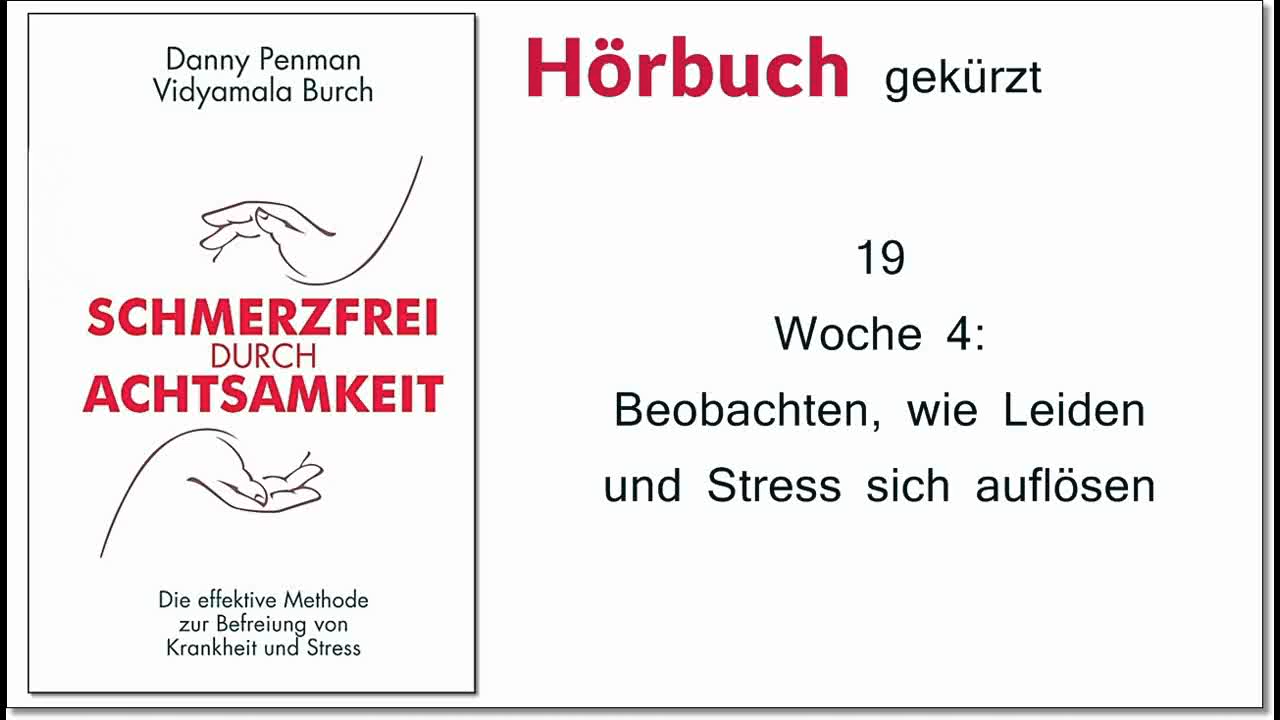 Danny Penman
Vidyamala Burch
SCHMERZFREI
DURCH
ACHTSAMKEIT
Die effektive Methode
zur Befreiung von
Krankheit und Stress
Hörbuch gekürzt
19
Woche 4:
Beobachten, wie Leiden
und Stress sich auflösen